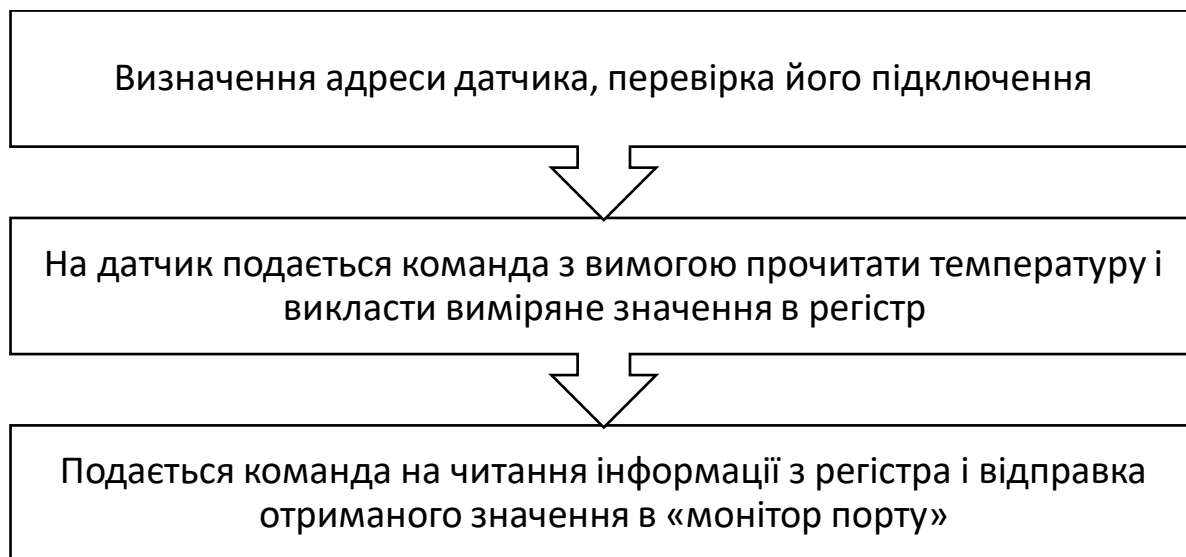 Визначення адреси датчика, перевірка його підключення
На датчик подається команда з вимогою прочитати температуру і
викласти виміряне значення в регістр
Подається команда на читання інформації з регістра і відправка
отриманого значення в «монітор порту»